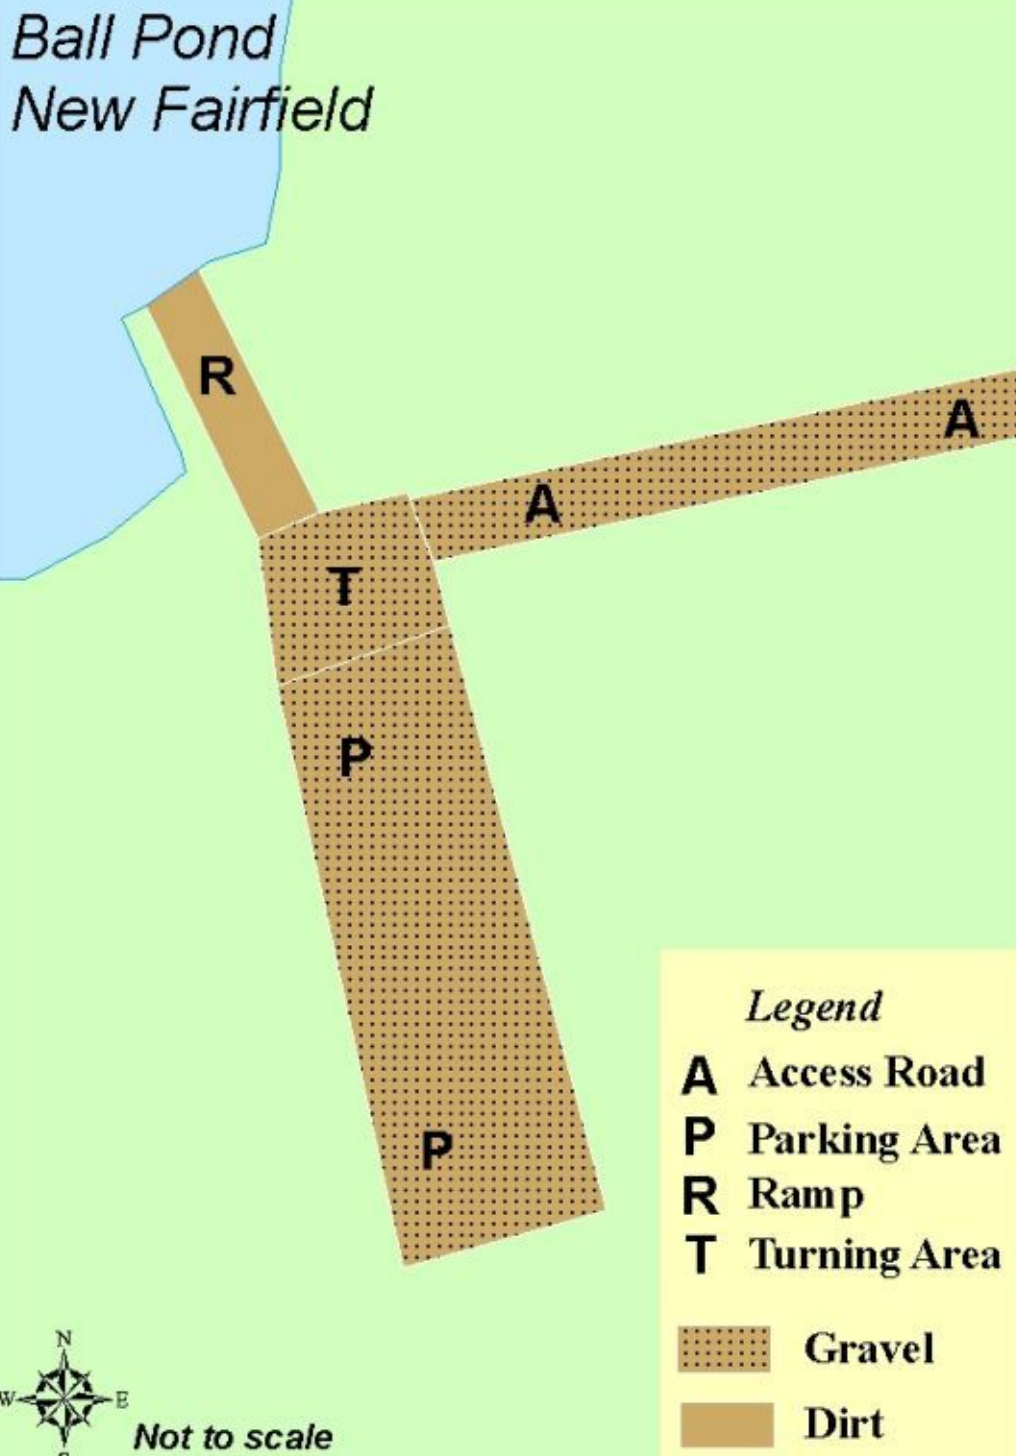 Ball Pond
New Fairfield
R
A
A
T
P
P
Legend
A Access Road
P Parking Area
R Ramp
T Turning Area
Gravel
Dirt
N
W E
S
Not to scale